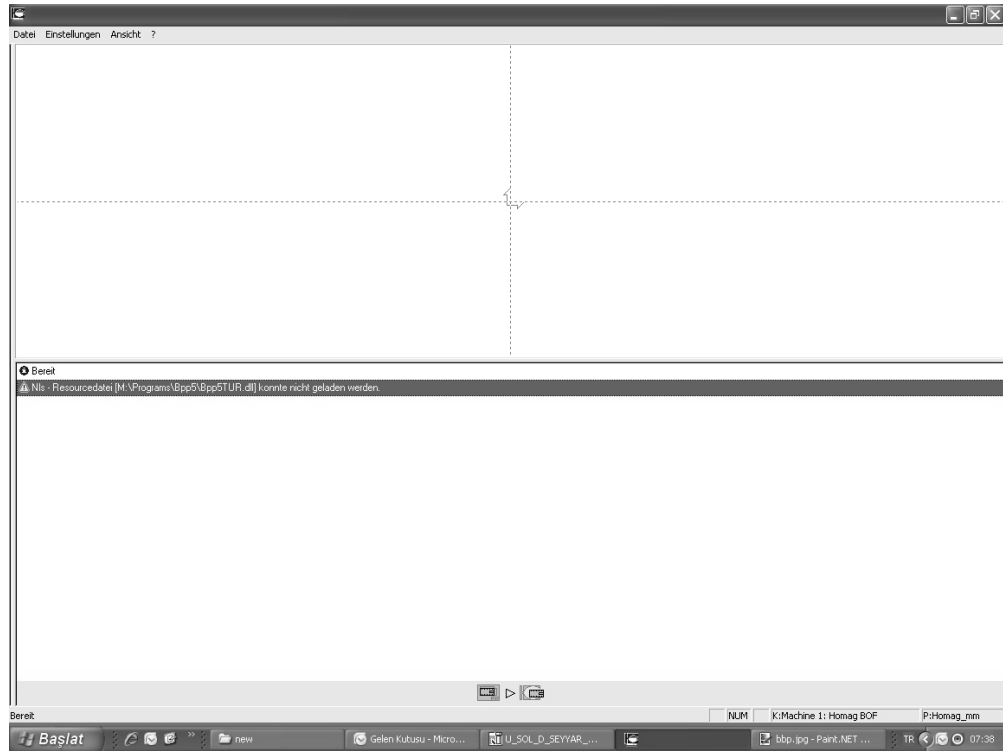 Datei Einstellungen Ansicht ?
Bereit
Nls - Resourcedatei [M:\Programs\Bpp5\Bpp5TUR.dll] konnte nicht geladen werden.
Bereit NUM K:Machine 1: Homag BOF P:Homag_mm
Başlat » new Gelen Kutusu - Micro... U_SOL_D_SEYYAR_... bbp.jpg - Paint.NET ... TR 07:38